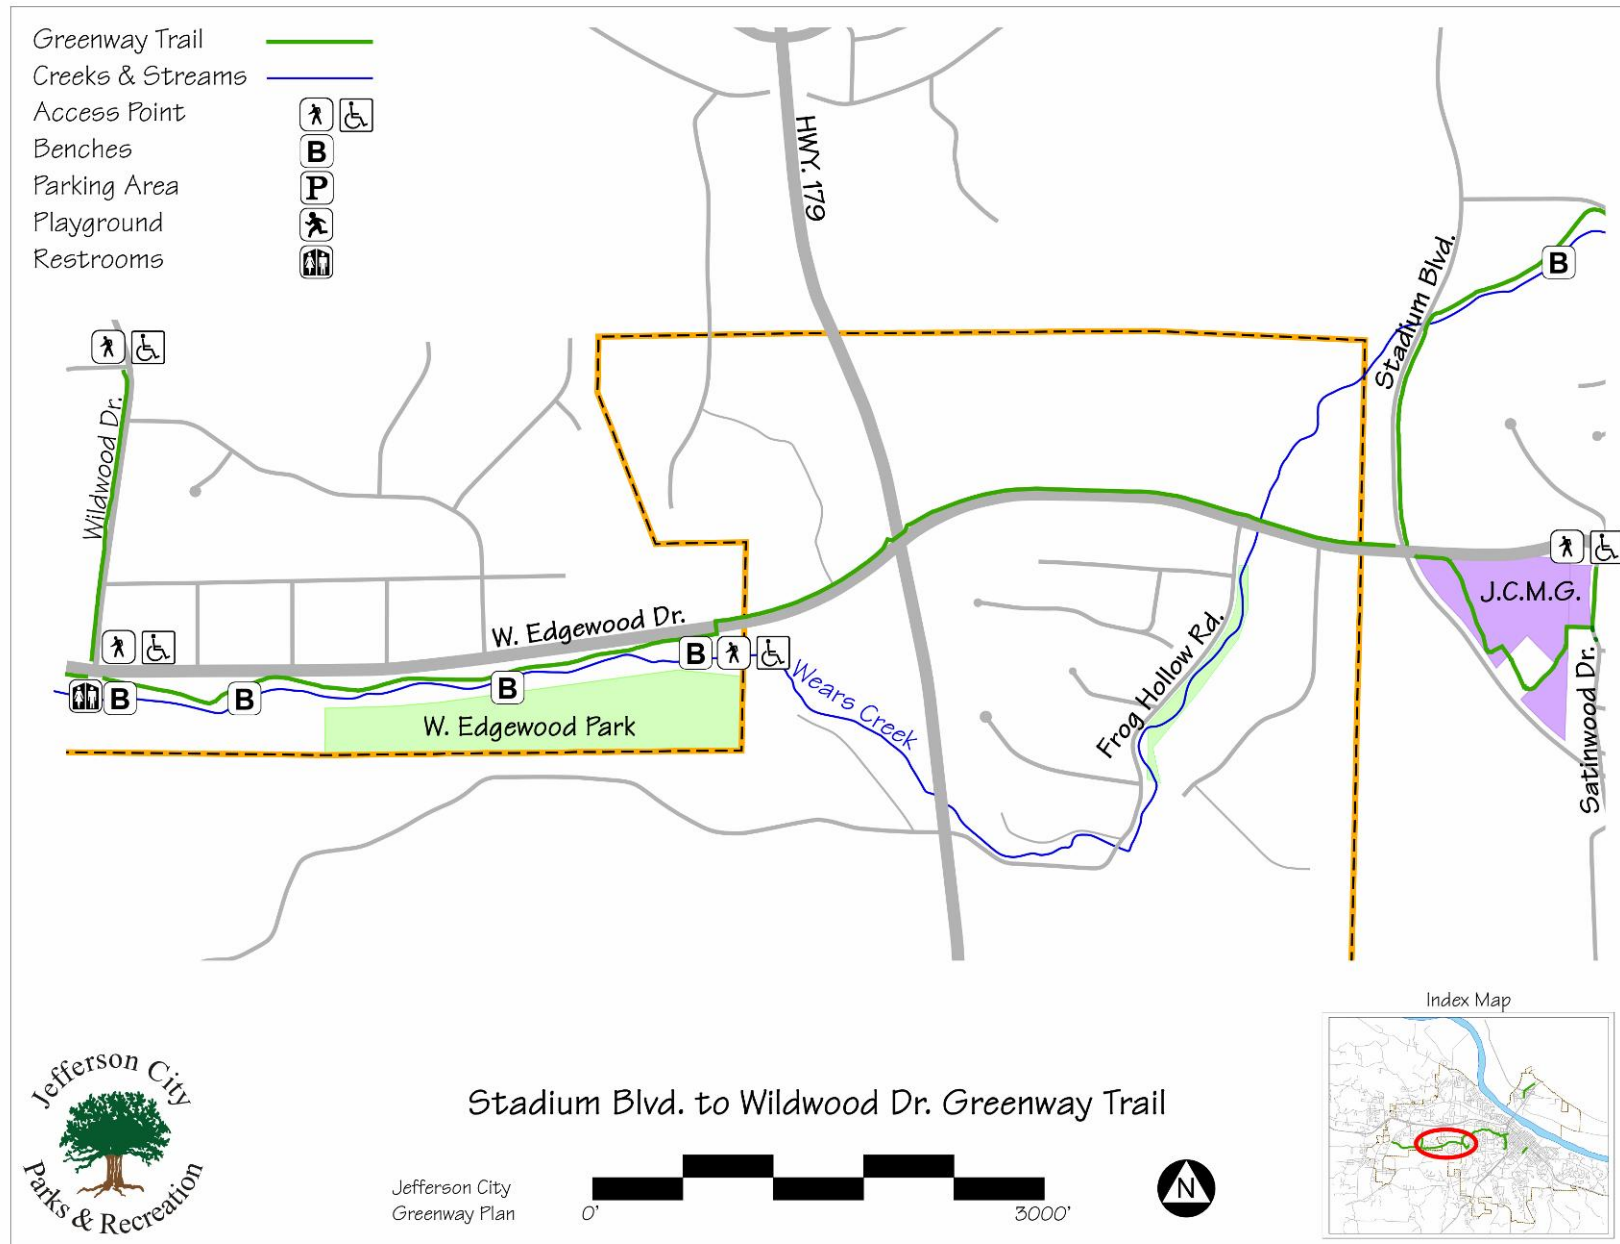 Greenway Trail
Creeks & Streams
Access Point
Benches
B
Parking Area
P
Playground
Restrooms
HWY. 179
Stadium Blvd.
B
Wildwood Dr.
J.C.M.G.
W. Edgewood Dr.
B
B
B
B
Wears Creek
W. Edgewood Park
Frog Hollow Rd.
Satinwood Dr.
Index Map
Jefferson City
Parks & Recreation
Stadium Blvd. to Wildwood Dr. Greenway Trail
Jefferson City
Greenway Plan
0'
3000'
N